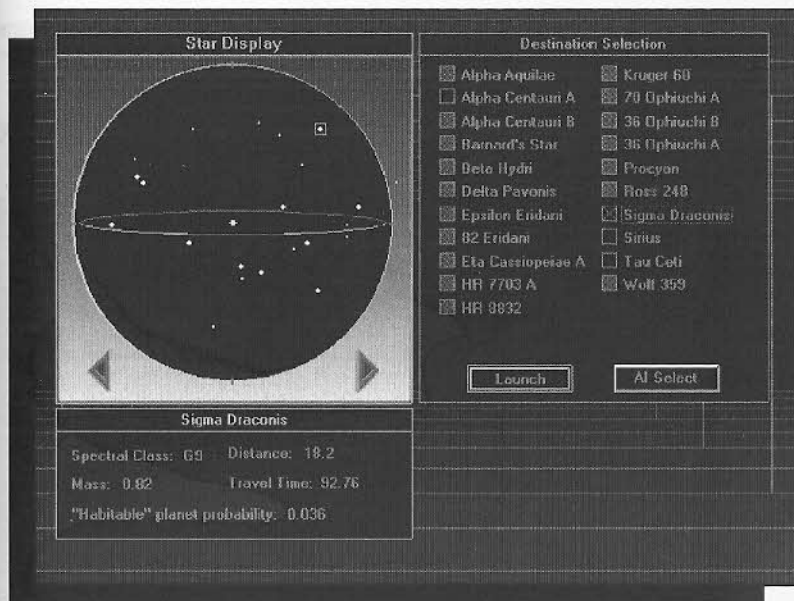 Star Display
Destination Selection
Alpha Aquilae
Alpha Centauri A
Alpha Centauri B
Barnard's Star
Beta Hydri
Delta Pavonis
Epsilon Eridani
82 Eridani
Eta Cassiopeiae A
HR 7703 A
HR 8832
Kruger 60
70 Ophiuchi A
36 Ophiuchi B
36 Ophiuchi A
Procyon
Ross 248
Sigma Draconis
Sirius
Tau Ceti
Wolf 359
Launch
AI Select
Sigma Draconis
Spectral Class: G9 Distance: 18.2
Mass: 0.82 Travel Time: 92.76
"Habitable" planet probability: 0.036